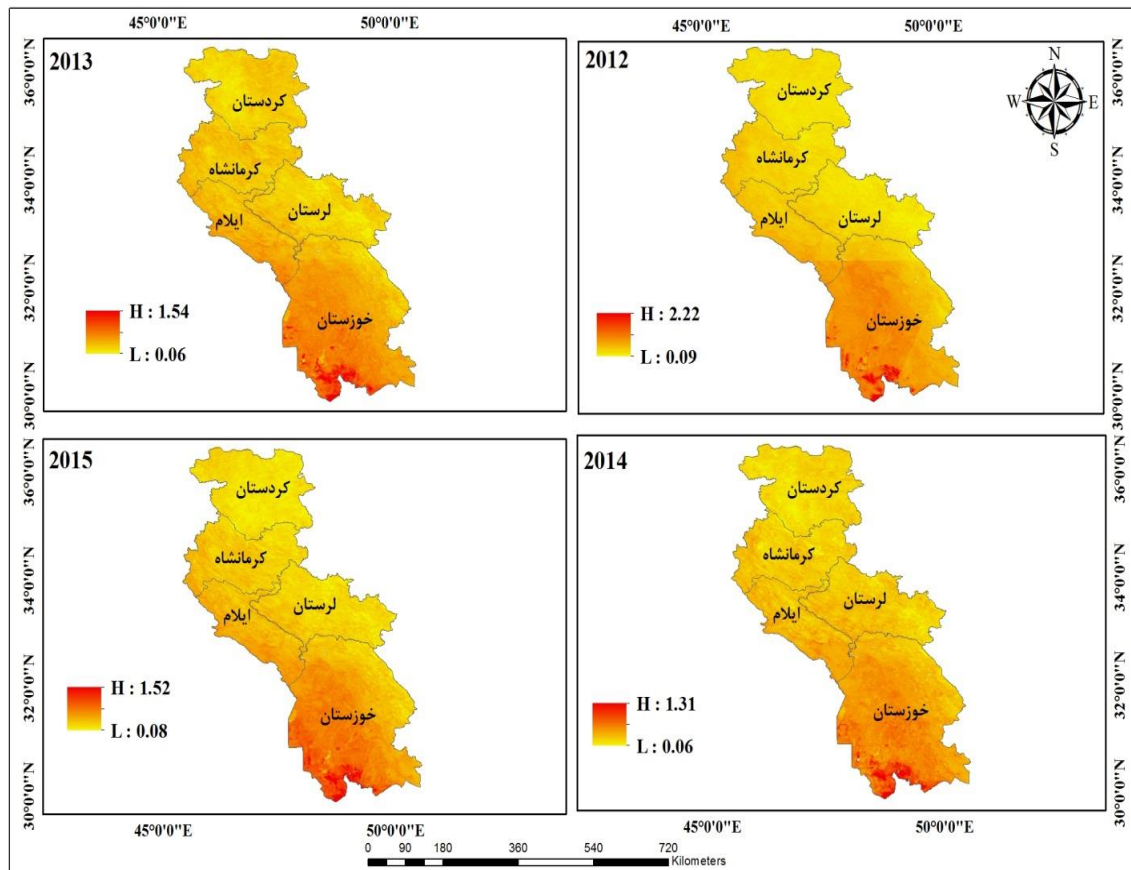 45°0'0"E 50°0'0"E 45°0'0"E 50°0'0"E
2013
36°0'0"N
34°0'0"N
32°0'0"N
30°0'0"N
کردستان
کرمانشاه
ایلام
لرستان
خوزستان
H : 1.54
L : 0.06
2012
N
W E
S
36°0'0"N
34°0'0"N
32°0'0"N
30°0'0"N
کردستان
کرمانشاه
ایلام
لرستان
خوزستان
H : 2.22
L : 0.09
2015
36°0'0"N
34°0'0"N
32°0'0"N
30°0'0"N
کردستان
کرمانشاه
ایلام
لرستان
خوزستان
H : 1.52
L : 0.08
2014
36°0'0"N
34°0'0"N
32°0'0"N
30°0'0"N
کردستان
کرمانشاه
ایلام
لرستان
خوزستان
H : 1.31
L : 0.06
45°0'0"E 50°0'0"E 45°0'0"E 50°0'0"E
0 90 180 360 540 720
Kilometers